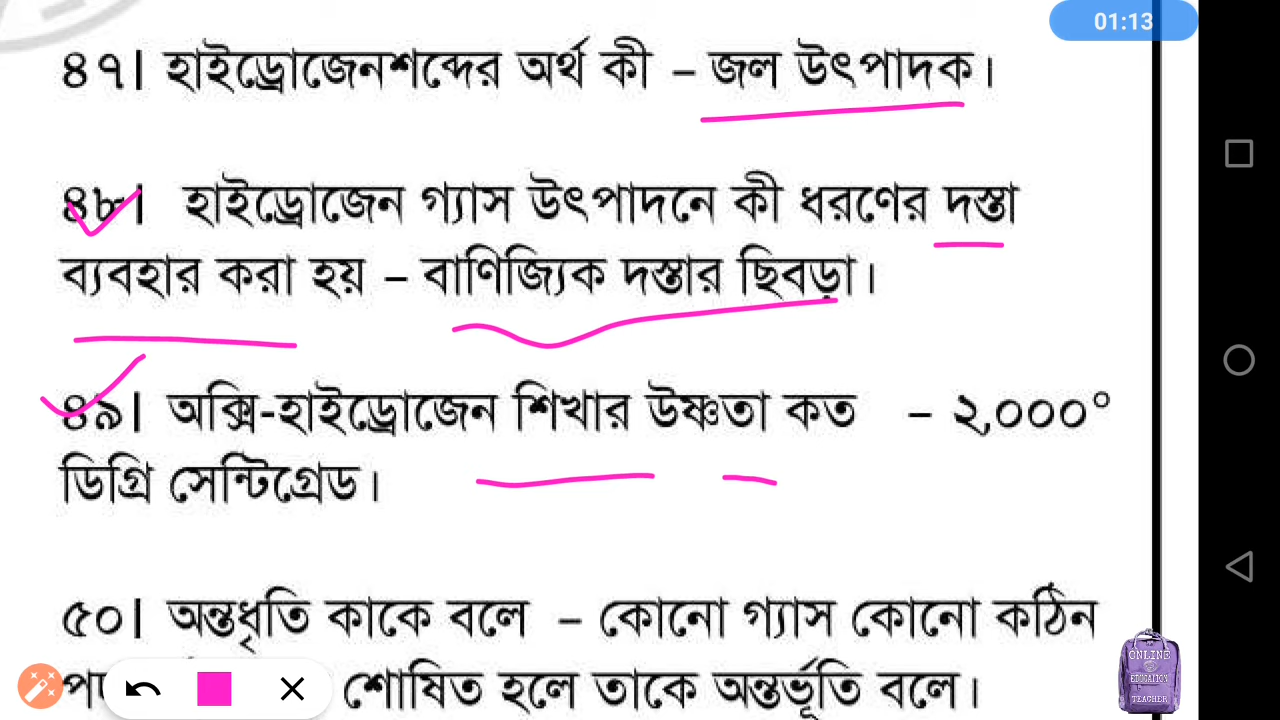 01:13
৪৭। হাইড্রোজেনশব্দের অর্থ কী – জল উৎপাদক।
৪৮। হাইড্রোজেন গ্যাস উৎপাদনে কী ধরণের দস্তা
ব্যবহার করা হয় – বাণিজ্যিক দস্তার ছিবড়া।
৪৯। অক্সি-হাইড্রোজেন শিখার উষ্ণতা কত – ২,০০০°
ডিগ্রি সেন্টিগ্রেড।
৫০। অন্তধৃতি কাকে বলে – কোনো গ্যাস কোনো কঠিন
শোষিত হলে তাকে অন্তর্ভূতি বলে।
ONLINE
EDUCATION
TEACHER